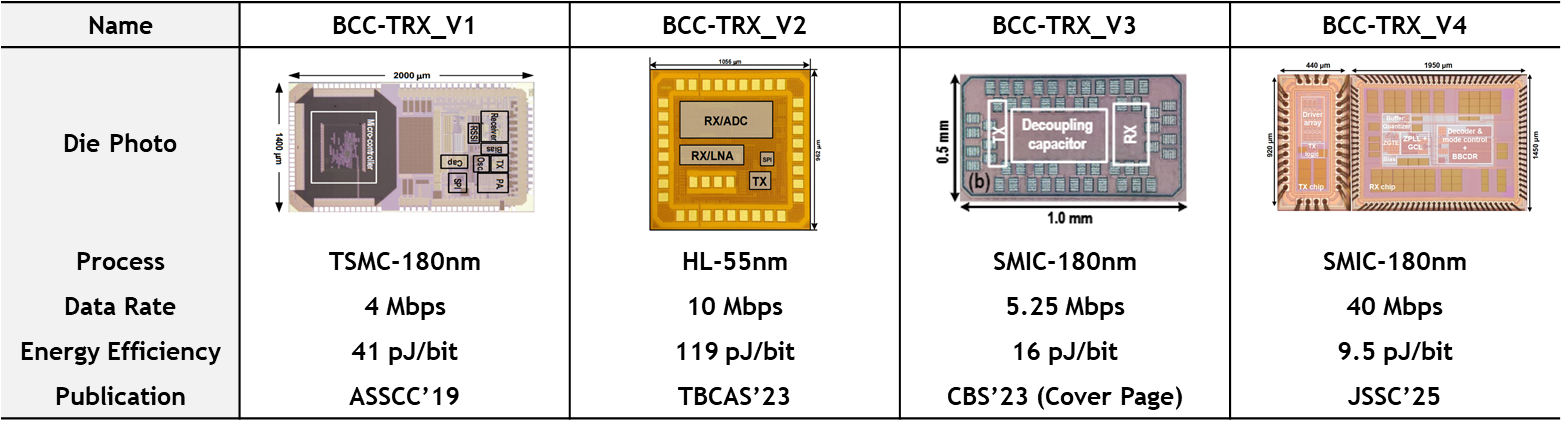 Name BCC-TRX_V1 BCC-TRX_V2 BCC-TRX_V3 BCC-TRX_V4
Die Photo
2000 μm
1400 μm
Micro-controller
Receiver
RSSI
Bias
Cap
Osc
TX
SPI
PA
1056 μm
962 μm
RX/ADC
RX/LNA
SPI
TX
0.5 mm
TX
Decoupling
capacitor
RX
(b)
1.0 mm
440 μm
1950 μm
920 μm
1450 μm
Driver
array
TX
logic
TX chip
Buffer
Quantizer
ZGTE
ZPLL +
GCL
Bias
Decoder &
mode control
+
BBCDR
RX chip
Process TSMC-180nm HL-55nm SMIC-180nm SMIC-180nm
Data Rate 4 Mbps 10 Mbps 5.25 Mbps 40 Mbps
Energy Efficiency 41 pJ/bit 119 pJ/bit 16 pJ/bit 9.5 pJ/bit
Publication ASSCC’19 TBCAS’23 CBS’23 (Cover Page) JSSC’25